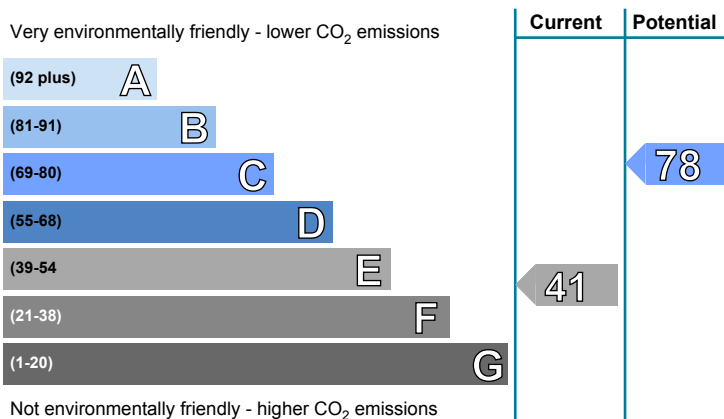 Current Potential
Very environmentally friendly - lower CO2 emissions
(92 plus) A
(81-91) B
(69-80) C
78
(55-68) D
(39-54 E
41
(21-38) F
(1-20) G
Not environmentally friendly - higher CO2 emissions